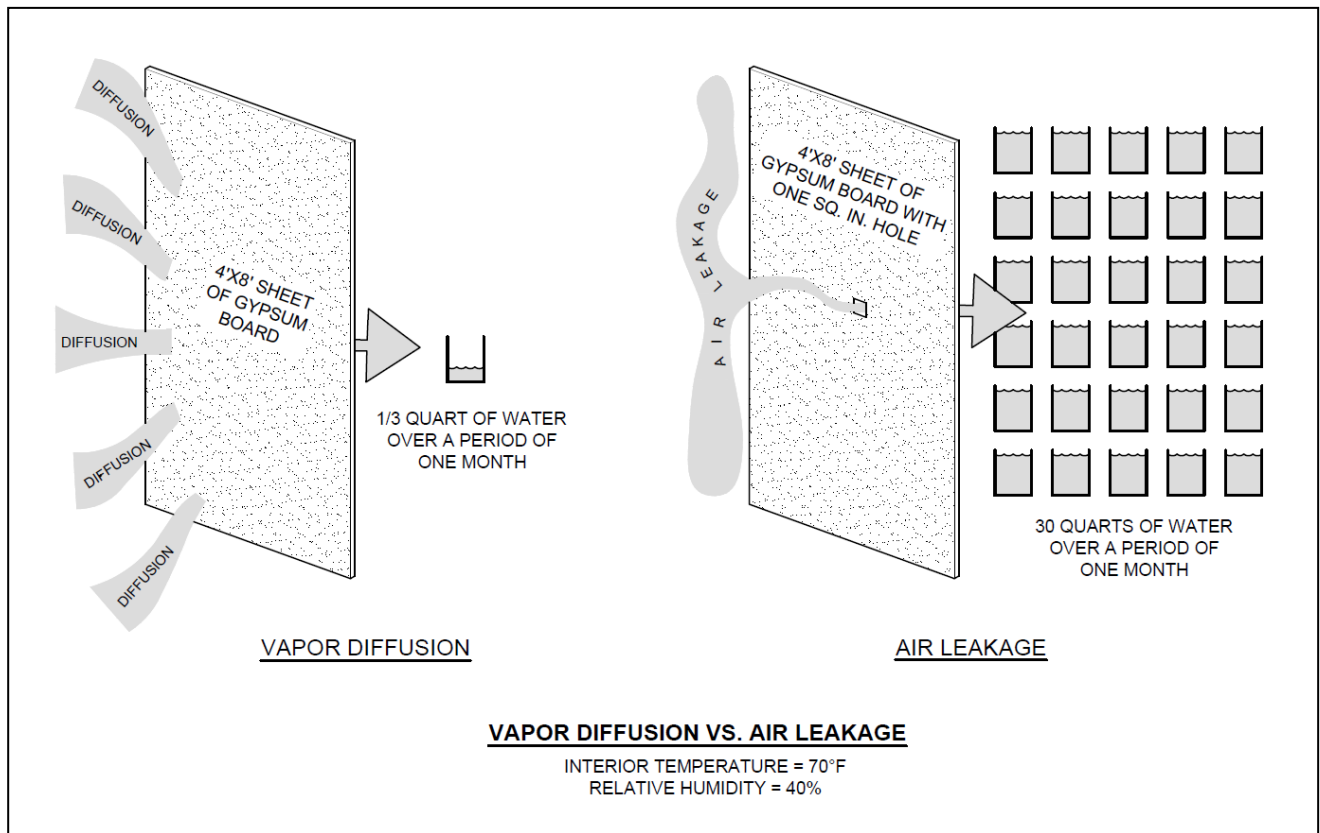 DIFFUSION
DIFFUSION
DIFFUSION
DIFFUSION
DIFFUSION
4'X8' SHEET
OF GYPSUM
BOARD
1/3 QUART OF WATER
OVER A PERIOD OF
ONE MONTH
VAPOR DIFFUSION
AIR LEAKAGE
4'X8' SHEET OF
GYPSUM BOARD WITH
ONE SQ. IN. HOLE
30 QUARTS OF WATER
OVER A PERIOD OF
ONE MONTH
AIR LEAKAGE
VAPOR DIFFUSION VS. AIR LEAKAGE
INTERIOR TEMPERATURE = 70°F
RELATIVE HUMIDITY = 40%